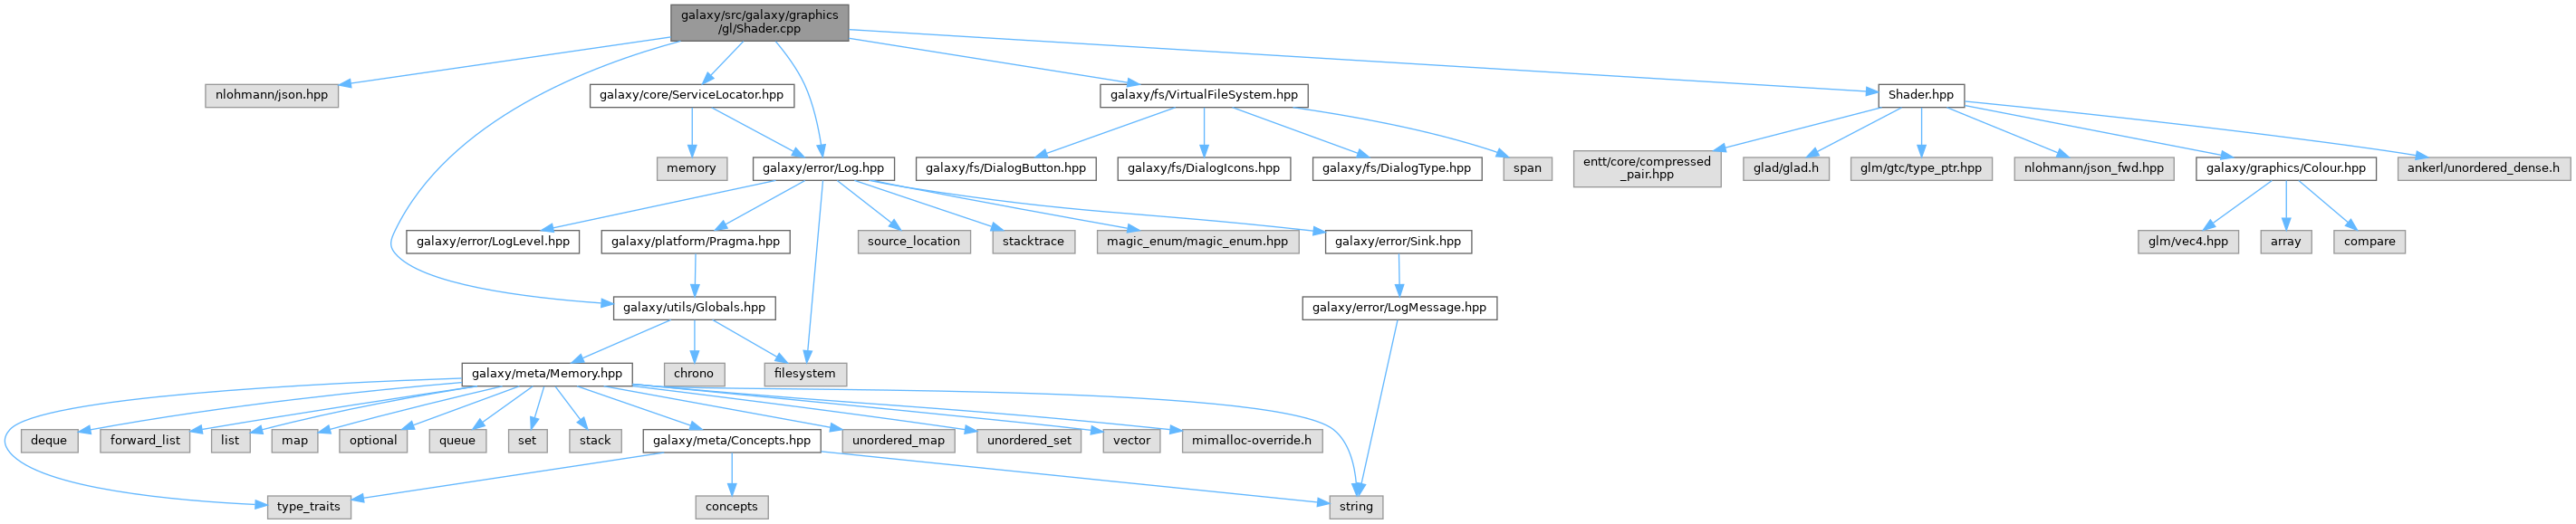 galaxy/src/galaxy/graphics
/gl/Shader.cpp
nlohmann/json.hpp
galaxy/core/ServiceLocator.hpp
galaxy/fs/VirtualFileSystem.hpp
Shader.hpp
memory
galaxy/error/Log.hpp
galaxy/fs/DialogButton.hpp
galaxy/fs/DialogIcons.hpp
galaxy/fs/DialogType.hpp
span
entt/core/compressed
_pair.hpp
glad/glad.h
glm/gtc/type_ptr.hpp
nlohmann/json_fwd.hpp
galaxy/graphics/Colour.hpp
ankerl/unordered_dense.h
galaxy/error/LogLevel.hpp
galaxy/platform/Pragma.hpp
source_location
stacktrace
magic_enum/magic_enum.hpp
galaxy/error/Sink.hpp
glm/vec4.hpp
array
compare
galaxy/utils/Globals.hpp
galaxy/error/LogMessage.hpp
galaxy/meta/Memory.hpp
chrono
filesystem
deque
forward_list
list
map
optional
queue
set
stack
galaxy/meta/Concepts.hpp
unordered_map
unordered_set
vector
mimalloc-override.h
type_traits
concepts
string